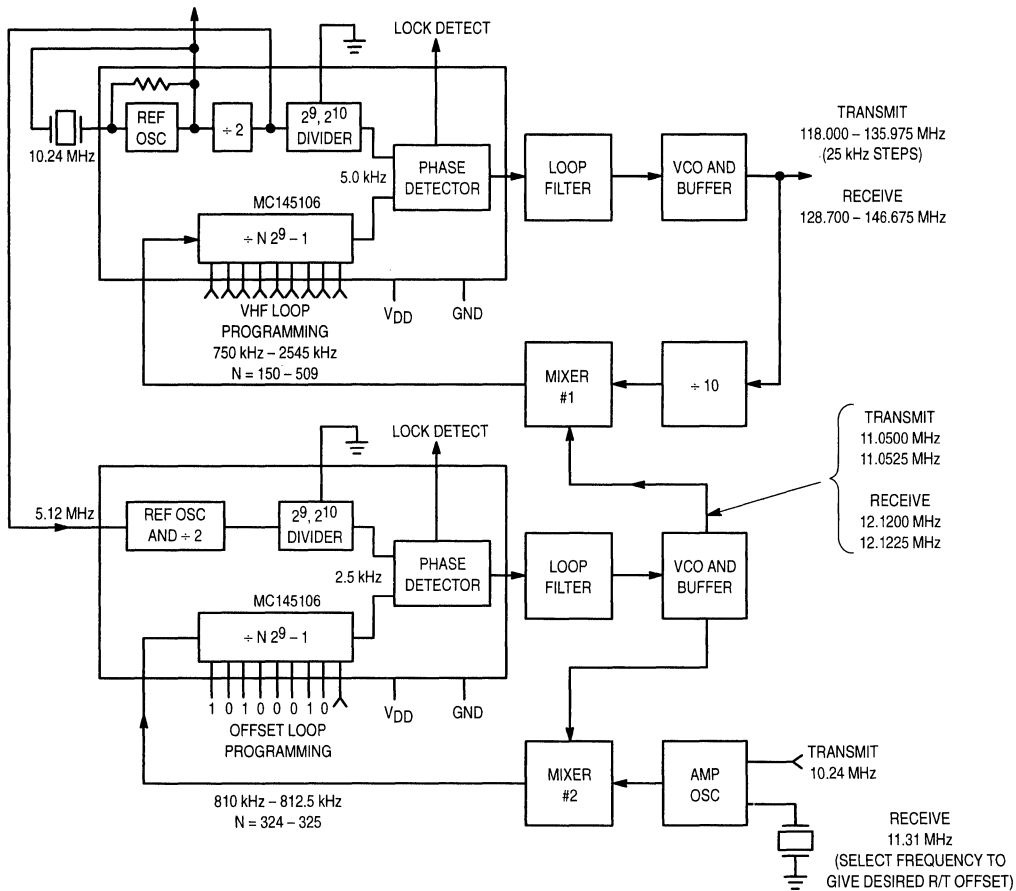 LOCK DETECT
REF
OSC
÷ 2
2⁹, 2¹⁰
DIVIDER
10.24 MHz
5.0 kHz
PHASE
DETECTOR
LOOP
FILTER
VCO AND
BUFFER
TRANSMIT
118.000 – 135.975 MHz
(25 kHz STEPS)
RECEIVE
128.700 – 146.675 MHz
MC145106
÷ N 2⁹ – 1
VHF LOOP
PROGRAMMING
750 kHz – 2545 kHz
N = 150 – 509
VDD
GND
MIXER
#1
÷ 10
TRANSMIT
11.0500 MHz
11.0525 MHz
RECEIVE
12.1200 MHz
12.1225 MHz
LOCK DETECT
5.12 MHz
REF OSC
AND ÷ 2
2⁹, 2¹⁰
DIVIDER
2.5 kHz
PHASE
DETECTOR
LOOP
FILTER
VCO AND
BUFFER
MC145106
÷ N 2⁹ – 1
1 0 1 0 0 0 1 0
OFFSET LOOP
PROGRAMMING
VDD
GND
810 kHz – 812.5 kHz
N = 324 – 325
MIXER
#2
AMP
OSC
TRANSMIT
10.24 MHz
RECEIVE
11.31 MHz
(SELECT FREQUENCY TO
GIVE DESIRED R/T OFFSET)